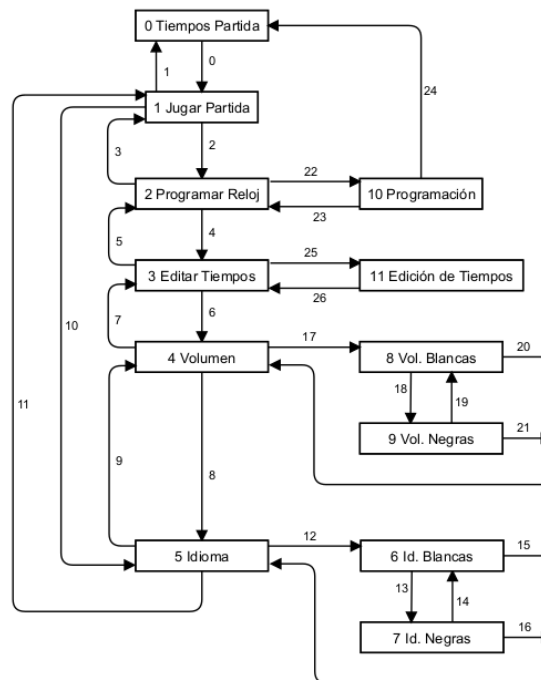 0 Tiempos Partida
1
0
24
1 Jugar Partida
3
2
22
2 Programar Reloj
10 Programación
23
5
4
25
3 Editar Tiempos
11 Edición de Tiempos
26
7
6
10
17
20
4 Volumen
8 Vol. Blancas
18
19
11
21
9 Vol. Negras
9
8
12
15
5 Idioma
6 Id. Blancas
13
14
16
7 Id. Negras